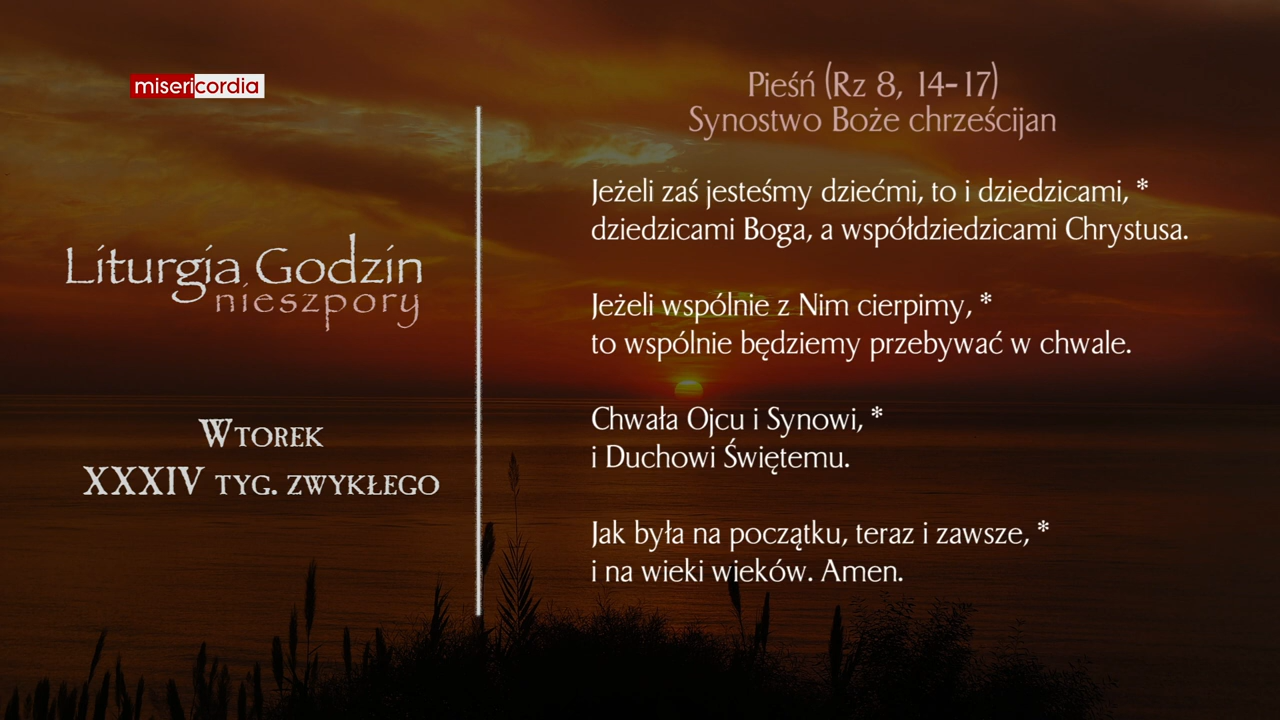 misericordia
Liturgia Godzin
nieszpory
Wtorek
XXXIV tyg. zwykłego
Pieśń (Rz 8, 14-17)
Synostwo Boże chrześcijan
Jeżeli zaś jesteśmy dziećmi, to i dziedzicami, *
dziedzicami Boga, a współdziedzicami Chrystusa.
Jeżeli wspólnie z Nim cierpimy, *
to wspólnie będziemy przebywać w chwale.
Chwała Ojcu i Synowi, *
i Duchowi Świętemu.
Jak była na początku, teraz i zawsze, *
i na wieki wieków. Amen.